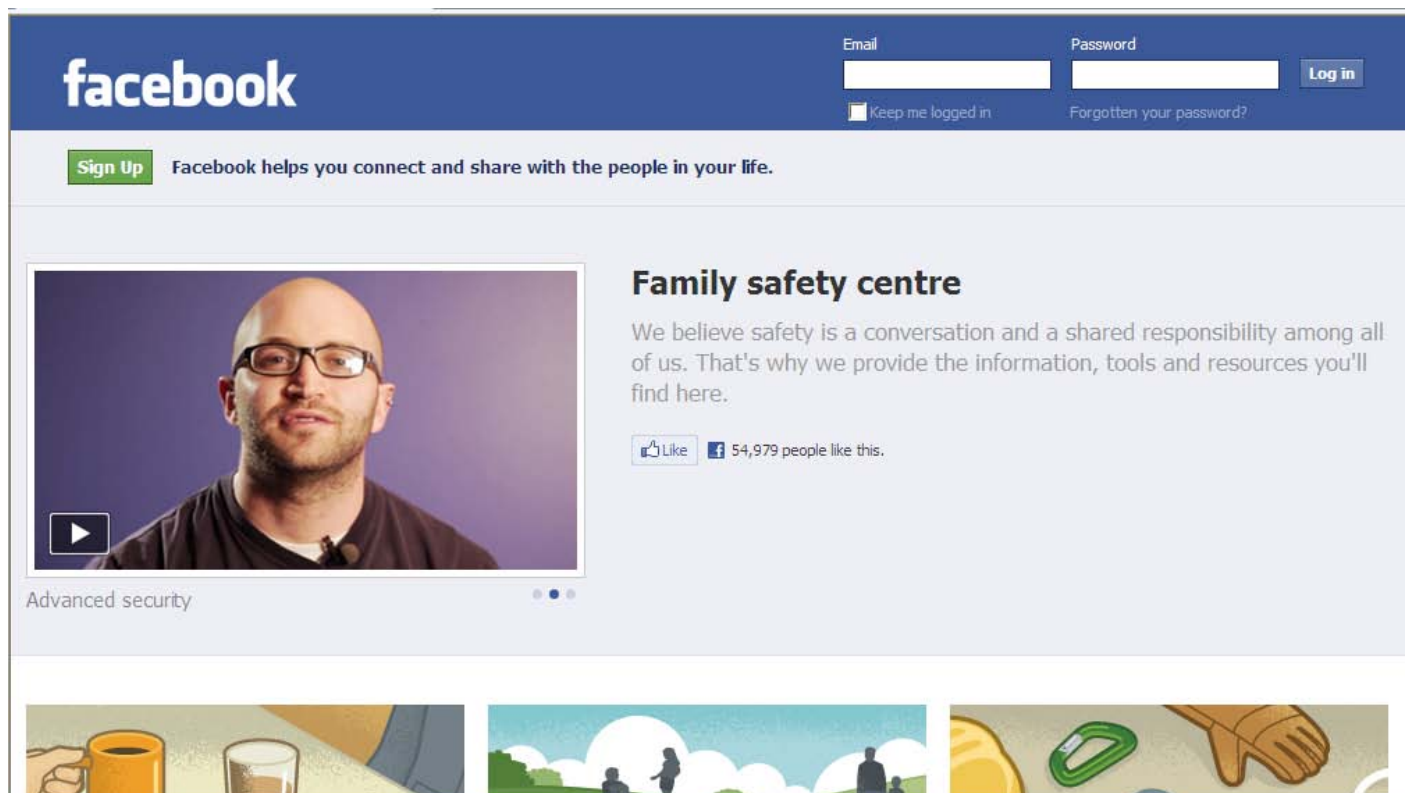 facebook
Email
Password
Log in
Keep me logged in
Forgotten your password?
Sign Up
Facebook helps you connect and share with the people in your life.
Family safety centre
We believe safety is a conversation and a shared responsibility among all
of us. That's why we provide the information, tools and resources you'll
find here.
Like
f
54,979 people like this.
Advanced security